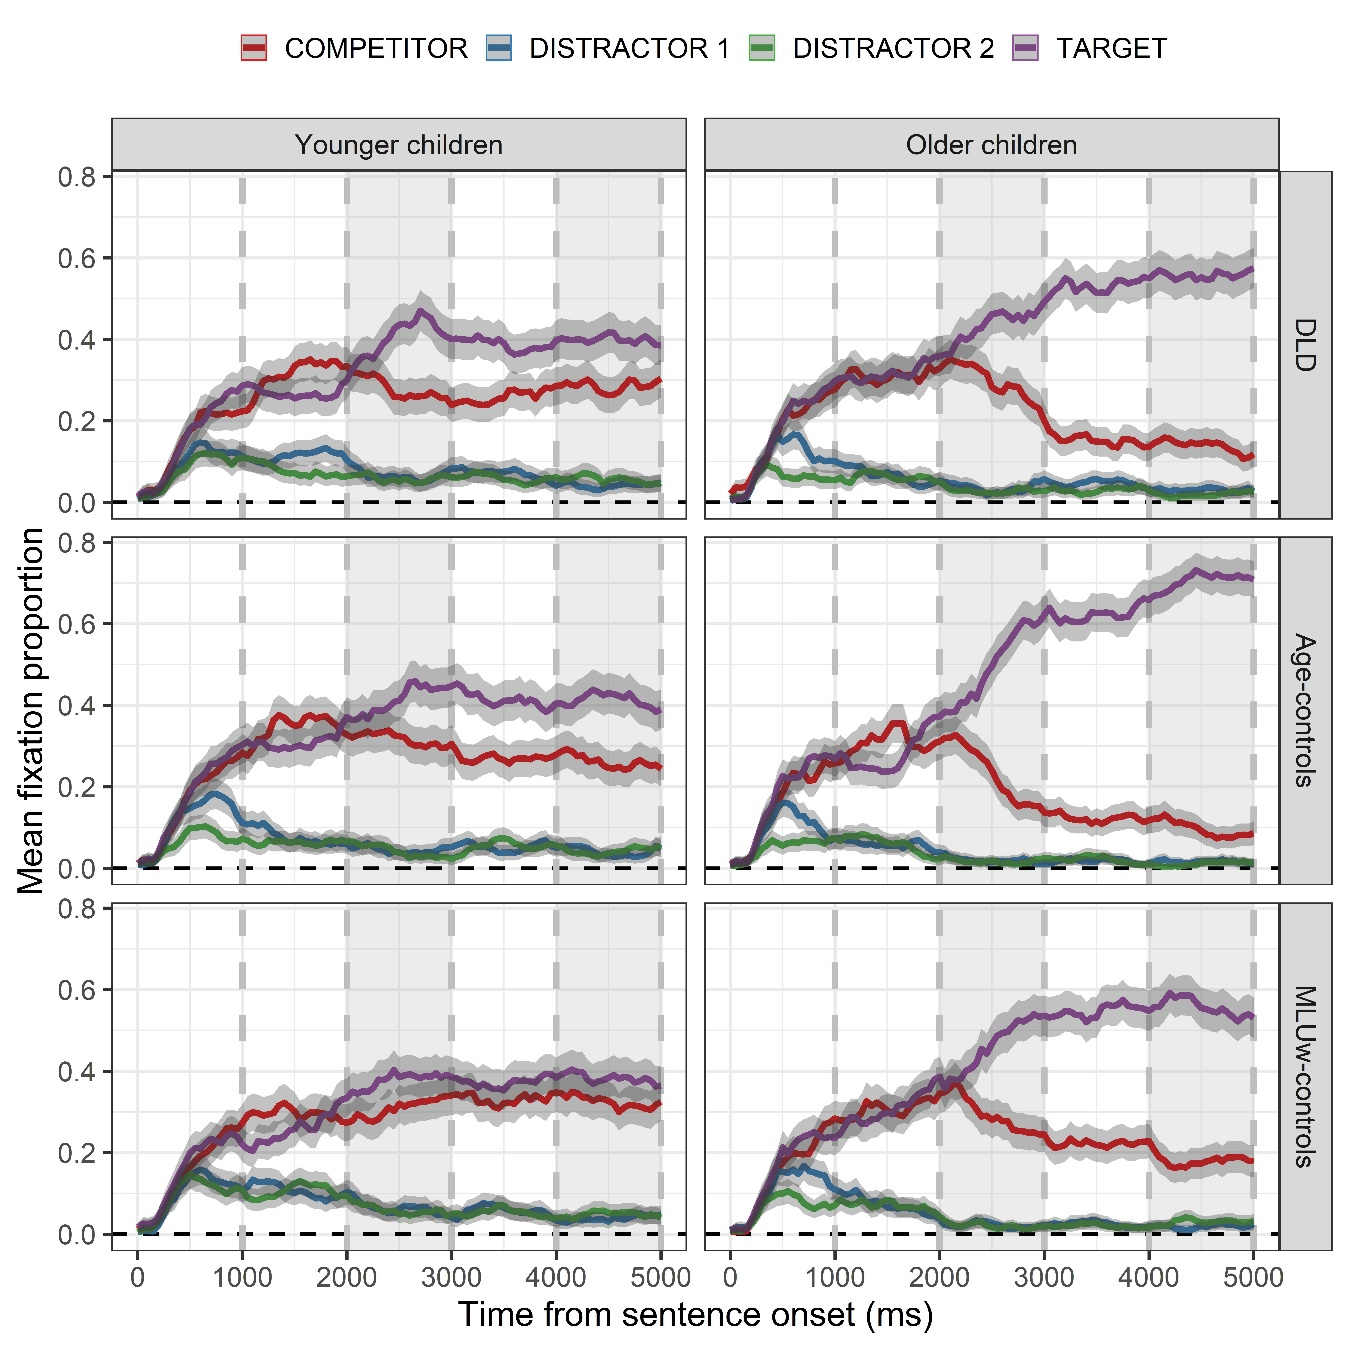 COMPETITOR DISTRACTOR 1 DISTRACTOR 2 TARGET
Younger children Older children
0.8
0.6
0.4
0.2
0.0
DLD
0.8
0.6
0.4
0.2
0.0
Age-controls
0.8
0.6
0.4
0.2
0.0
MLUw-controls
Mean fixation proportion
0 1000 2000 3000 4000 5000 0 1000 2000 3000 4000 5000
Time from sentence onset (ms)